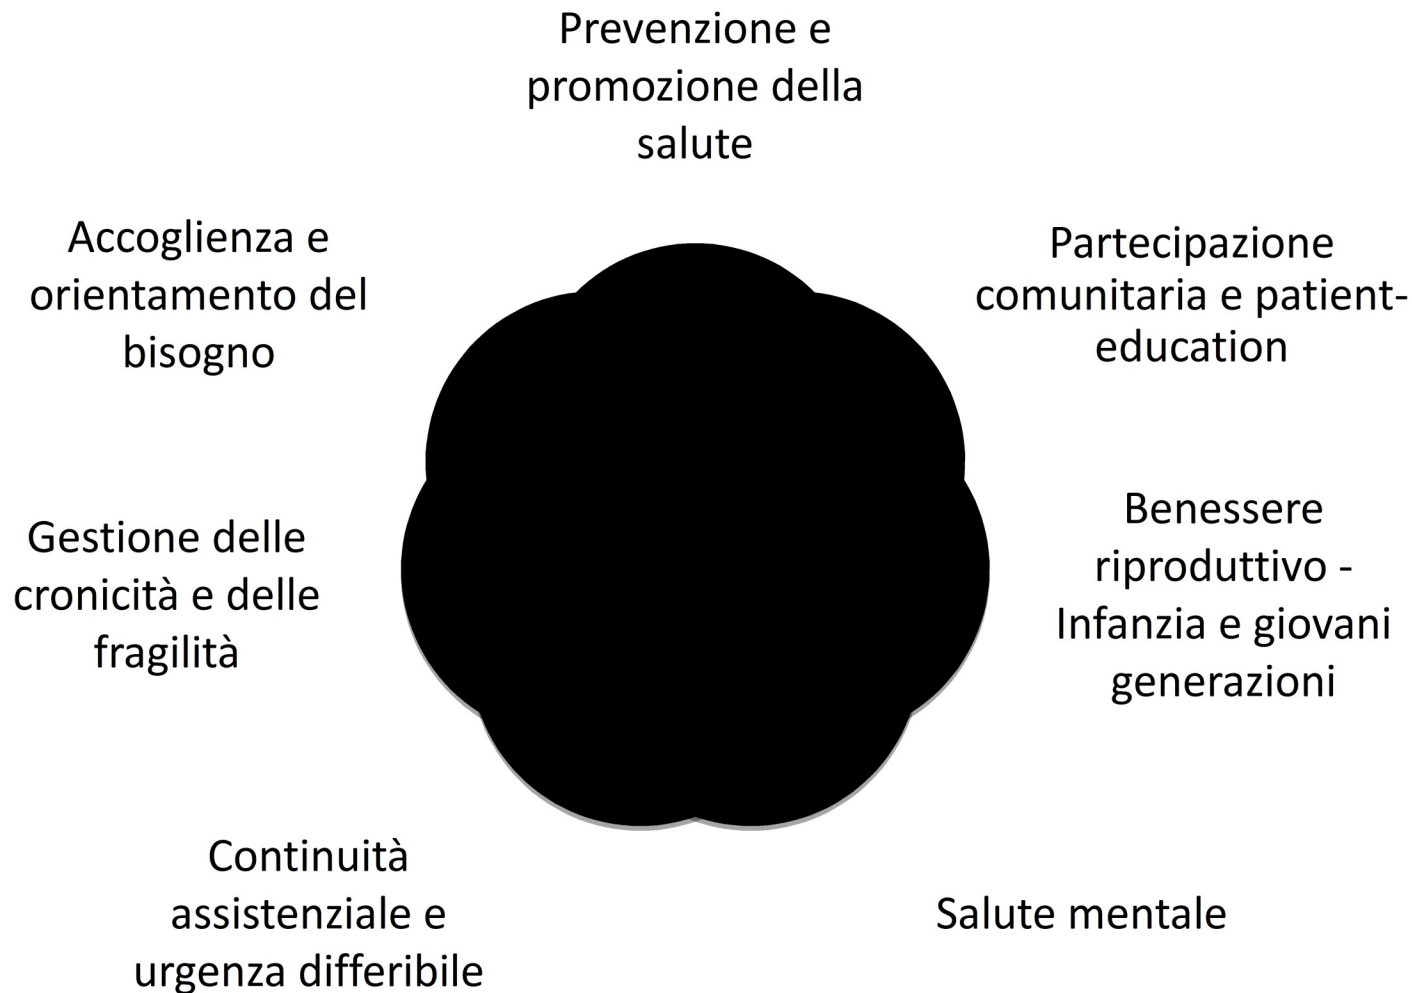 Prevenzione e
promozione della
salute
Partecipazione
comunitaria e patient-
education
Benessere
riproduttivo -
Infanzia e giovani
generazioni
Salute mentale
Continuità
assistenziale e
urgenza differibile
Gestione delle
cronicità e delle
fragilità
Accoglienza e
orientamento del
bisogno